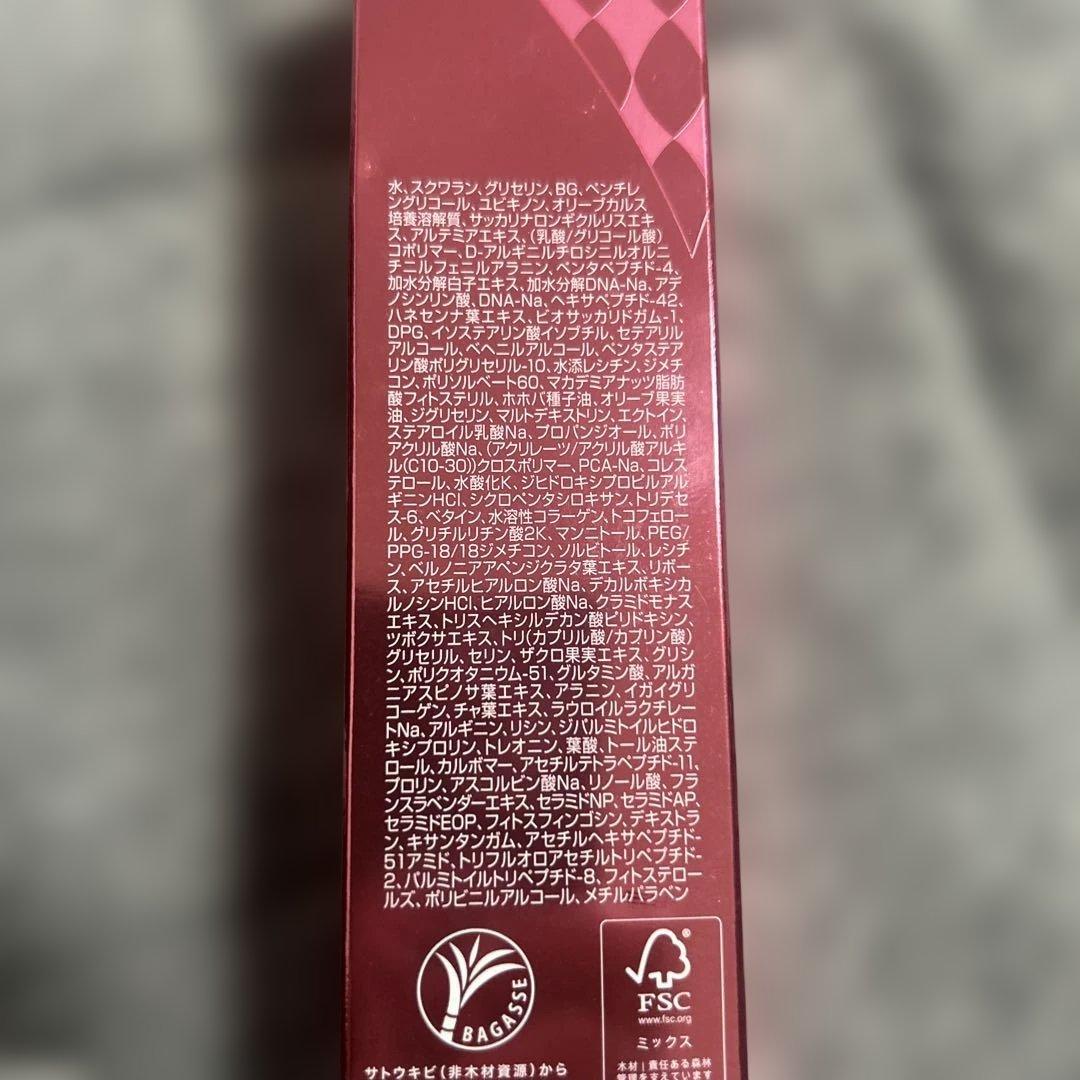 水、スクワラン、グリセリン、BG、ペンチレ
ングリコール、ユビキノン、オリーブカルス
培養溶解質、サッカリナロンギクルリスエキ
ス、アルテミアエキス、(乳酸/グリコール酸)
コポリマー、D-アルギニルチロシニルオルニ
チニルフェニルアラニン、ペンタペプチド-4、
加水分解白子エキス、加水分解DNA-Na、アデ
ノシンリン酸、DNA-Na、ヘキサペプチド-42、
ハネセンナ葉エキス、ビオサッカリドガム-1、
DPG、イソステアリン酸イソプチル、セテアリル
アルコール、ベヘニルアルコール、ペンタステア
リン酸ポリグリセリル-10、水添レシチン、ジメチ
コン、ポリソルベート60、マカデミアナッツ脂肪
酸フィトステリル、ホホバ種子油、オリーブ果実
油、ジグリセリン、マルトデキストリン、エクトイン、
ステアロイル乳酸Na、プロパンジオール、ポリ
アクリル酸Na、(アクリレーツ/アクリル酸アルキ
ル(C10-30))クロスポリマー、PCA-Na、コレス
テロール、水酸化K、ジヒドロキシプロピルアル
ギニンHCl、シクロペンタシロキサン、トリデセ
ス-6、ベタイン、水溶性コラーゲン、トコフェロー
ル、グリチルリチン酸2K、マンニトール、PEG/
PPG-18/18ジメチコン、ソルビトール、レシチ
ン、ベルノニアアペンジクラタ葉エキス、リボー
ス、アセチルヒアルロン酸Na、デカルボキシカ
ルノシンHCl、ヒアルロン酸Na、クラミドモナス
エキス、トリスヘキシルデカン酸ピリドキシン、
ツボクサエキス、トリ(カプリル酸/カプリン酸)
グリセリル、セリン、ザクロ果実エキス、グリシ
ン、ポリクオタニウム-51、グルタミン酸、アルガ
ニアスピノサ葉エキス、アラニン、イガイグリ
コーゲン、チャ葉エキス、ラウロイルラクチレー
トNa、アルギニン、リシン、ジパルミトイルヒドロ
キシプロリン、トレオニン、葉酸、トール油ステ
ロール、カルボマー、アセチルテトラペプチド-11、
プロリン、アスコルビン酸Na、リノール酸、フラ
ンスラベンダーエキス、セラミドNP、セラミドAP、
セラミドEOP、フィトスフィンゴシン、デキストラ
ン、キサンタンガム、アセチルヘキサペプチド-
51アミド、トリフルオロアセチルトリペプチド-
2、パルミトイルトリペプチド-8、フィトステロー
ルズ、ポリビニルアルコール、メチルパラベン
BAGASSE
サトウキビ(非木材資源)から
FSC
www.fsc.org
ミックス
木材|責任ある森林
管理を支えています